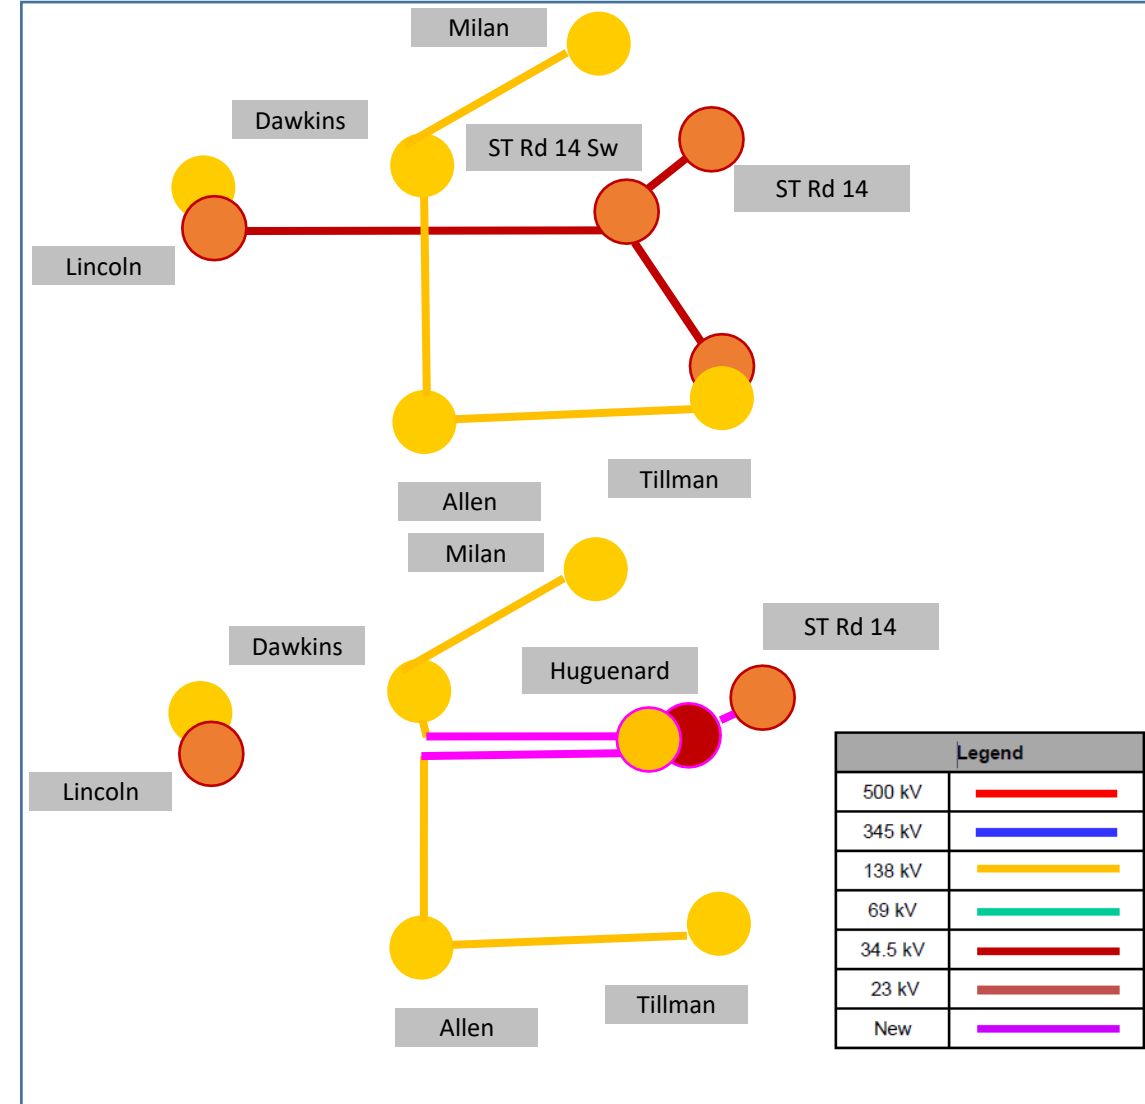 Milan
Dawkins
ST Rd 14 Sw
ST Rd 14
Lincoln
Tillman
Allen
Milan
ST Rd 14
Dawkins
Huguenard
Lincoln
Tillman
Allen
Legend
500 kV
345 kV
138 kV
69 kV
34.5 kV
23 kV
New